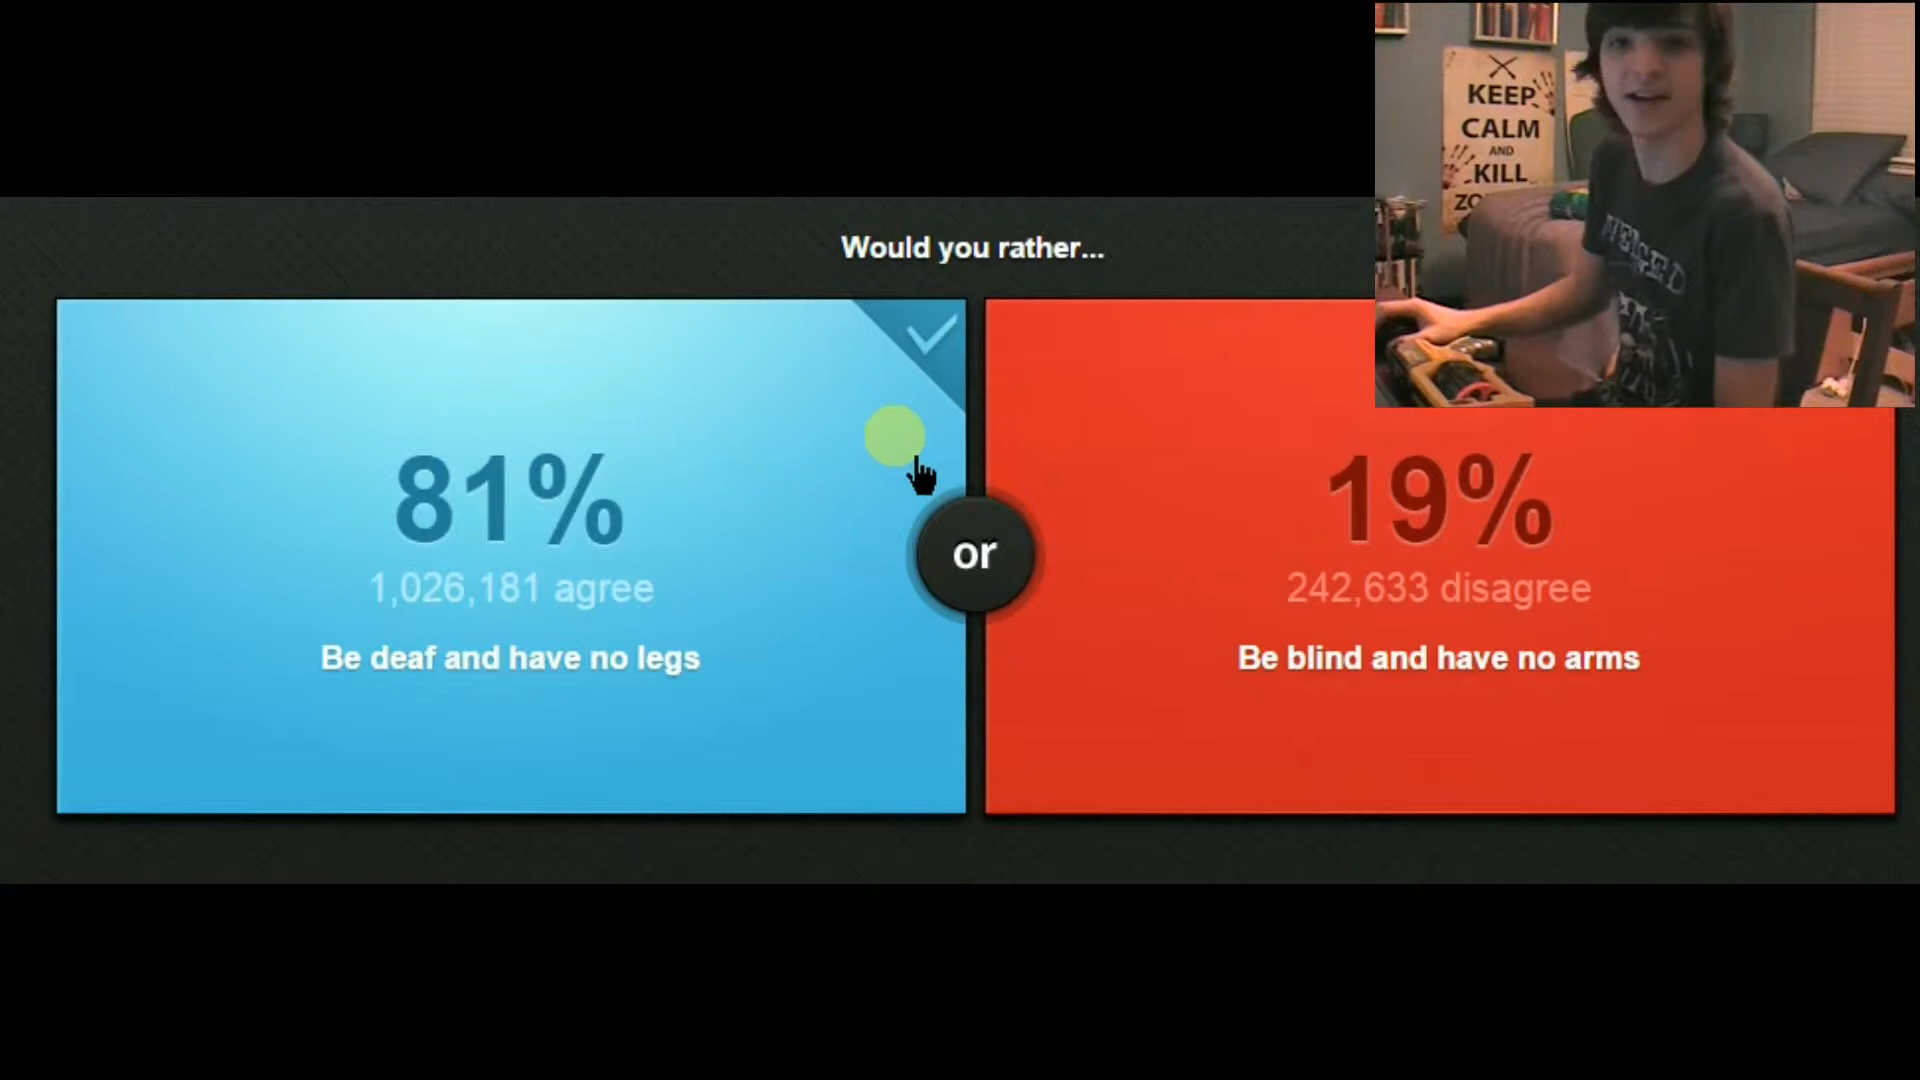 KEEP
CALM
AND
KILL
Would you rather...
81%
1,026,181 agree
Be deaf and have no legs
or
19%
242,633 disagree
Be blind and have no arms